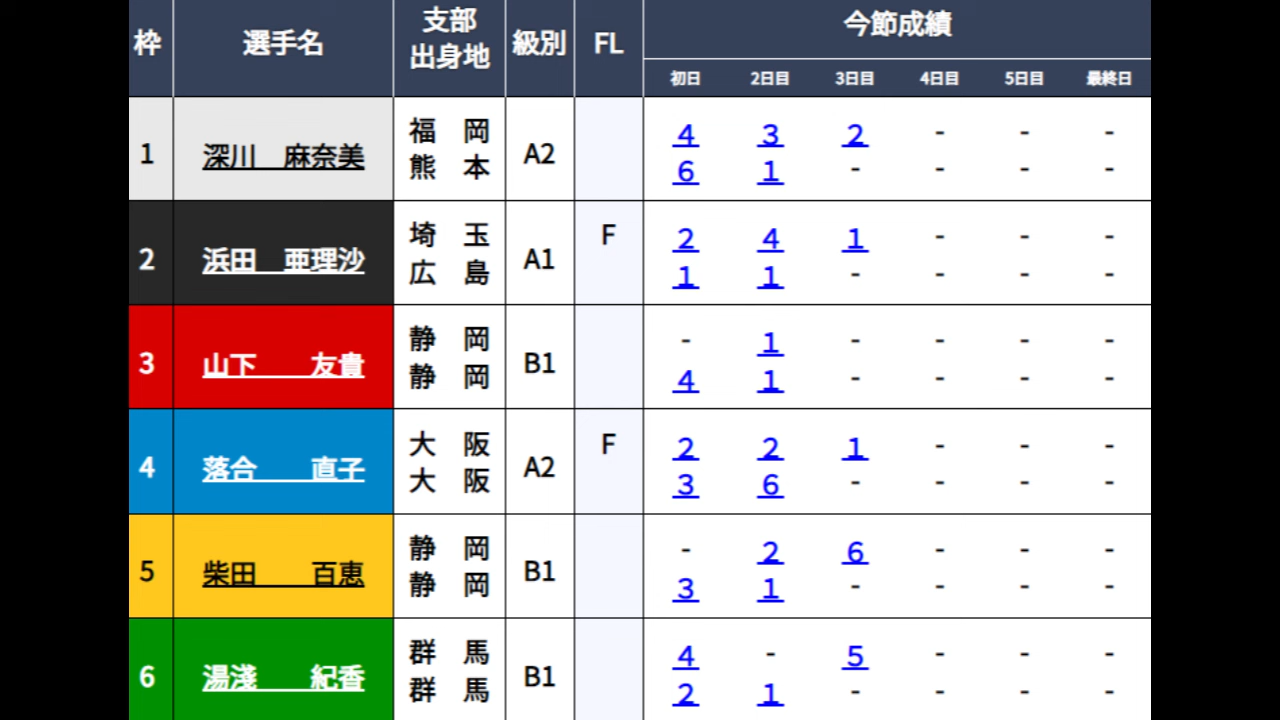 枠 選手名 支部 出身地 級別 FL 今節成績
初日 2日目 3日目 4日目 5日目 最終日
1 深川 麻奈美 福岡 熊本 A2
4 3 2 - - -
6 1 - - - -
2 浜田 亜理沙 埼玉 広島 A1 F
2 4 1 - - -
1 1 - - - -
3 山下 友貴 静岡 静岡 B1
- 1 - - - -
4 1 - - - -
4 落合 直子 大阪 大阪 A2 F
2 2 1 - - -
3 6 - - - -
5 柴田 百恵 静岡 静岡 B1
- 2 6 - - -
3 1 - - - -
6 湯淺 紀香 群馬 群馬 B1
4 - 5 - - -
2 1 - - - -